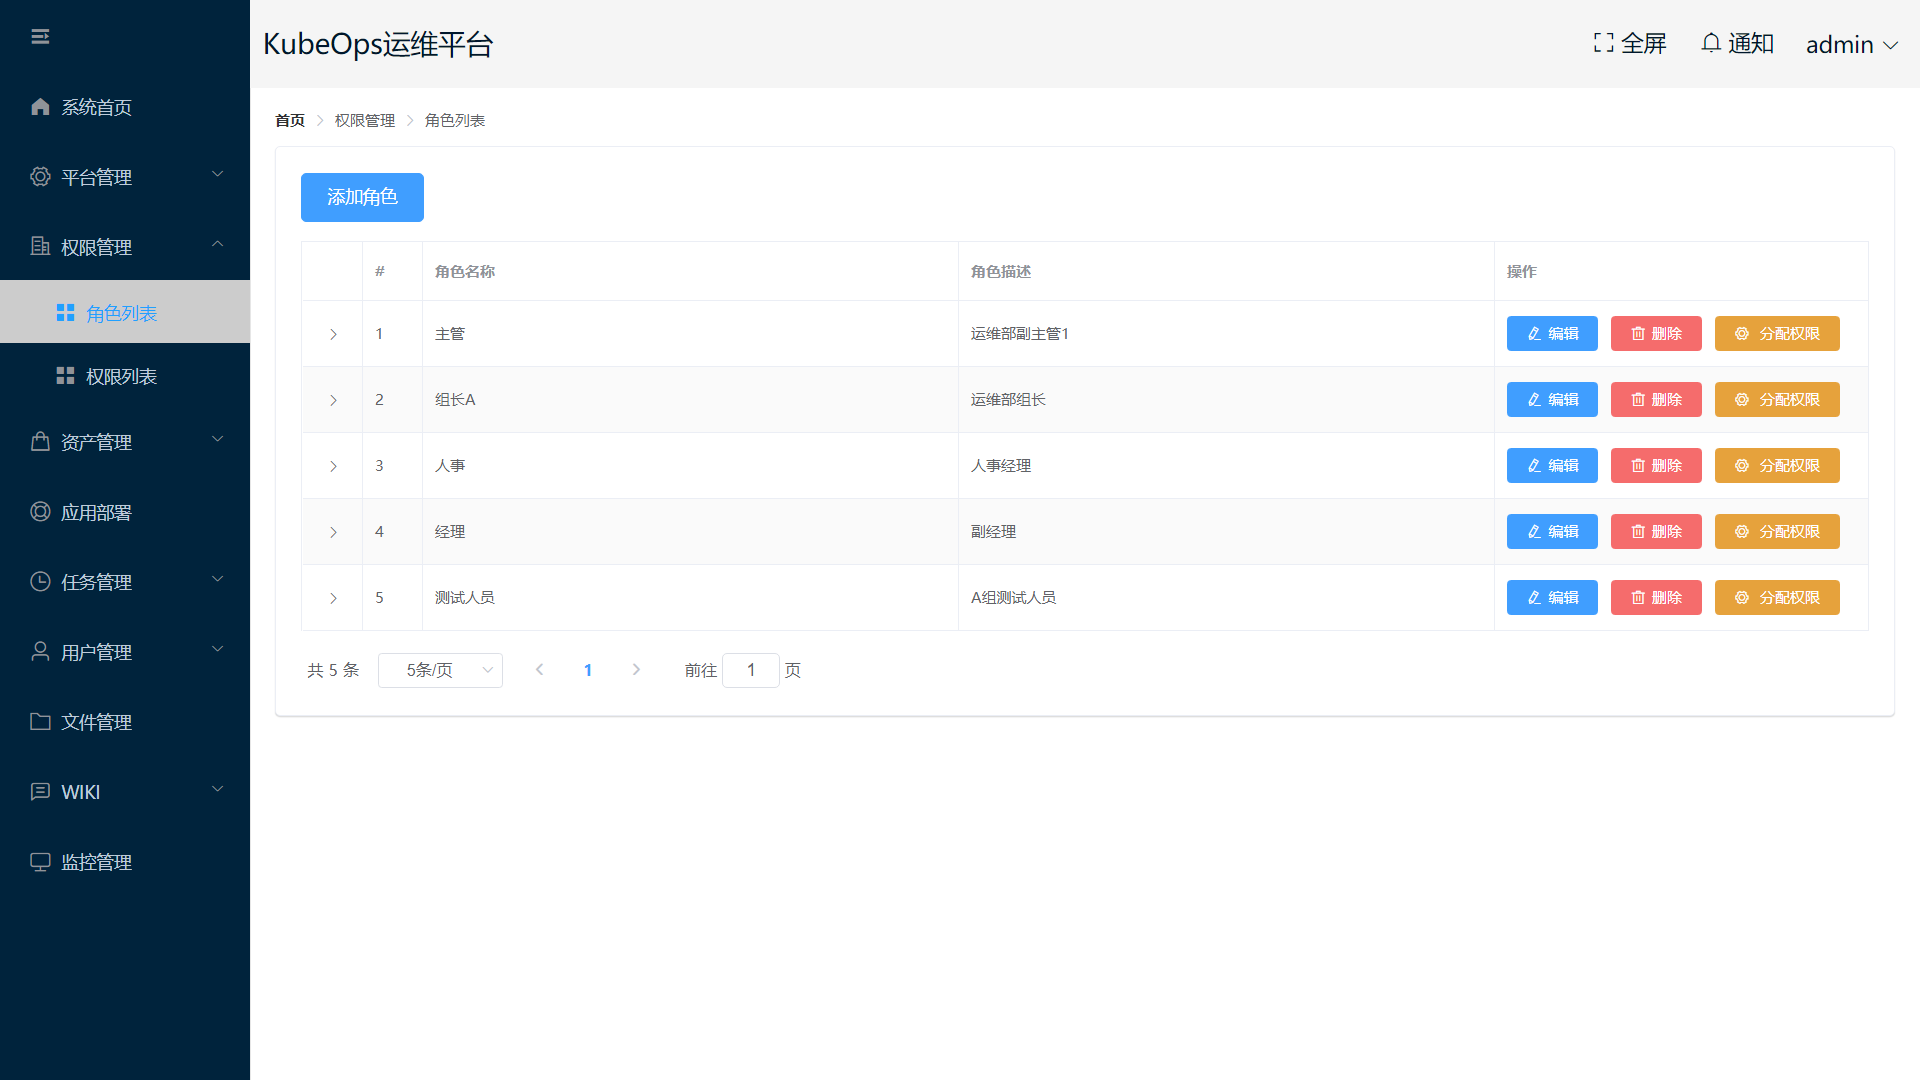 KubeOps运维平台
全屏 通知 admin
系统首页
平台管理
权限管理
角色列表
权限列表
资产管理
应用部署
任务管理
用户管理
文件管理
WIKI
监控管理
首页 权限管理 角色列表
添加角色
# 角色名称 角色描述 操作
1 主管 运维部副主管1 编辑 删除 分配权限
2 组长A 运维部组长 编辑 删除 分配权限
3 人事 人事经理 编辑 删除 分配权限
4 经理 副经理 编辑 删除 分配权限
5 测试人员 A组测试人员 编辑 删除 分配权限
共 5 条 5条/页 1 前往 1 页